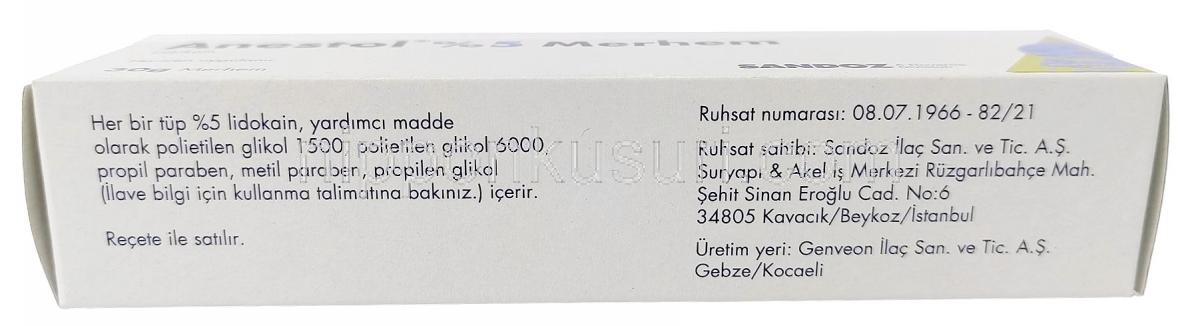 Anestol® %5 Merhem
30g Merhem
SANDOZ
Her bir tüp %5 lidokain, yardımcı madde
olarak polietilen glikol 1500, polietilen glikol 6000,
propil paraben, metil paraben, propilen glikol
(İlave bilgi için kullanma talimatına bakınız.) içerir.
Reçete ile satılır.
Ruhsat numarası: 08.07.1966 - 82/21
Ruhsat sahibi: Sandoz İlaç San. ve Tic. A.Ş.
Suryapı & Akel iş Merkezi Rüzgarlıbahçe Mah.
Şehit Sinan Eroğlu Cad. No:6
34805 Kavacık/Beykoz/İstanbul
Üretim yeri: Genveon İlaç San. ve Tic. A.Ş.
Gebze/Kocaeli
nipponkusuri.com